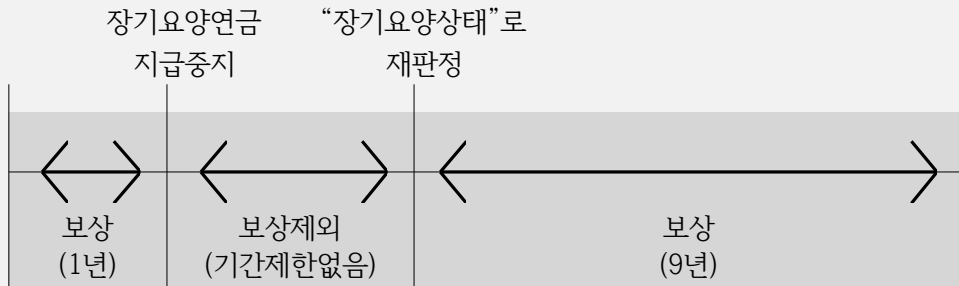 장기요양연금
지급중지
“장기요양상태”로
재판정
보상
(1년)
보상제외
(기간제한없음)
보상
(9년)